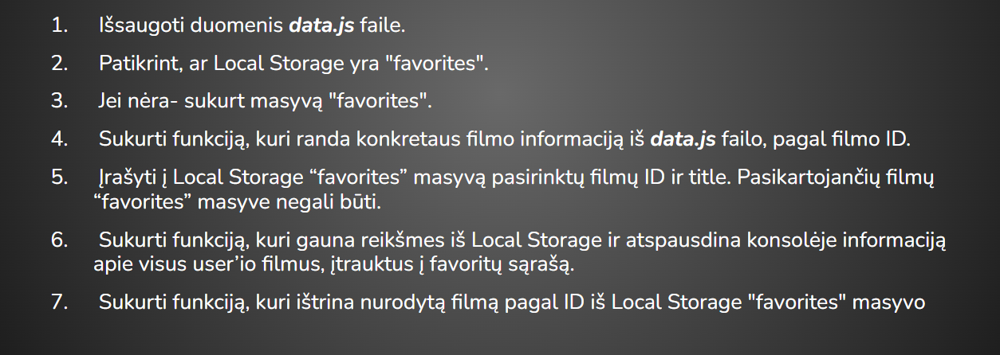 1. Išsaugoti duomenis data.js faile.
2. Patikrint, ar Local Storage yra "favorites".
3. Jei nėra- sukurt masyvą "favorites".
4. Sukurti funkciją, kuri randa konkretaus filmo informaciją iš data.js failo, pagal filmo ID.
5. Įrašyti į Local Storage “favorites” masyvą pasirinktų filmų ID ir title. Pasikartojančių filmų
“favorites” masyve negali būti.
6. Sukurti funkciją, kuri gauna reikšmes iš Local Storage ir atspausdina konsolėje informaciją
apie visus user’io filmus, įtrauktus į favoritų sąrašą.
7. Sukurti funkciją, kuri ištrina nurodytą filmą pagal ID iš Local Storage "favorites" masyvo